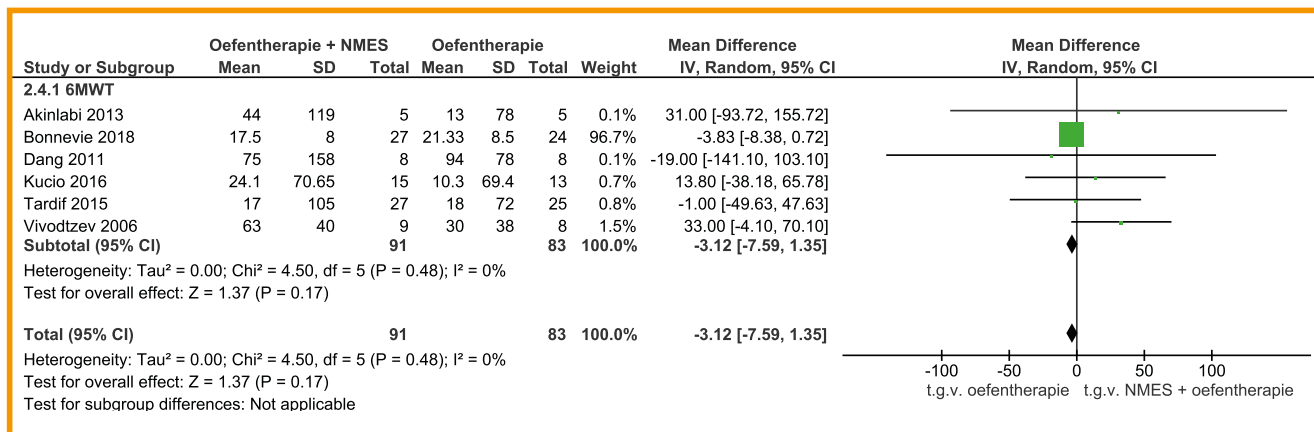 Oefentherapie + NMES Oefentherapie Mean Difference Mean Difference
Study or Subgroup Mean SD Total Mean SD Total Weight IV, Random, 95% CI IV, Random, 95% CI
2.4.1 6MWT
Akinlabi 2013 44 119 5 13 78 5 0.1% 31.00 [-93.72, 155.72]
Bonnevie 2018 17.5 8 27 21.33 8.5 24 96.7% -3.83 [-8.38, 0.72]
Dang 2011 75 158 8 94 78 8 0.1% -19.00 [-141.10, 103.10]
Kucio 2016 24.1 70.65 15 10.3 69.4 13 0.7% 13.80 [-38.18, 65.78]
Tardif 2015 17 105 27 18 72 25 0.8% -1.00 [-49.63, 47.63]
Vivodtzev 2006 63 40 9 30 38 8 1.5% 33.00 [-4.10, 70.10]
Subtotal (95% CI) 91 83 100.0% -3.12 [-7.59, 1.35]
Heterogeneity: Tau² = 0.00; Chi² = 4.50, df = 5 (P = 0.48); I² = 0%
Test for overall effect: Z = 1.37 (P = 0.17)
Total (95% CI) 91 83 100.0% -3.12 [-7.59, 1.35]
Heterogeneity: Tau² = 0.00; Chi² = 4.50, df = 5 (P = 0.48); I² = 0%
Test for overall effect: Z = 1.37 (P = 0.17)
Test for subgroup differences: Not applicable
-100 -50 0 50 100
t.g.v. oefentherapie t.g.v. NMES + oefentherapie